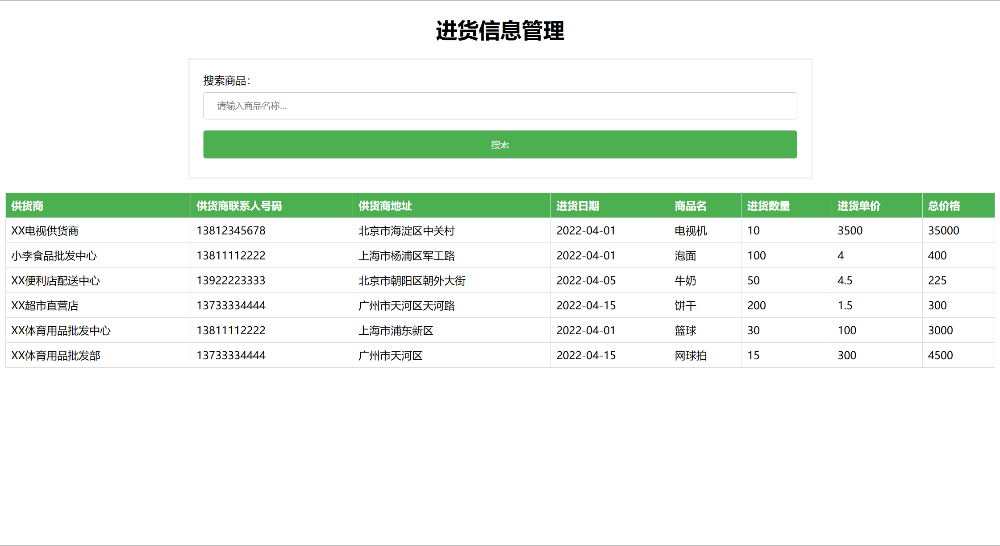 进货信息管理
搜索商品：
请输入商品名称...
搜索
供货商 供货商联系人号码 供货商地址 进货日期 商品名 进货数量 进货单价 总价格
XX电视供货商 13812345678 北京市海淀区中关村 2022-04-01 电视机 10 3500 35000
小李食品批发中心 13811112222 上海市杨浦区军工路 2022-04-01 泡面 100 4 400
XX便利店配送中心 13922223333 北京市朝阳区朝外大街 2022-04-05 牛奶 50 4.5 225
XX超市直营店 13733334444 广州市天河区天河路 2022-04-15 饼干 200 1.5 300
XX体育用品批发中心 13811112222 上海市浦东新区 2022-04-01 篮球 30 100 3000
XX体育用品批发部 13733334444 广州市天河区 2022-04-15 网球拍 15 300 4500